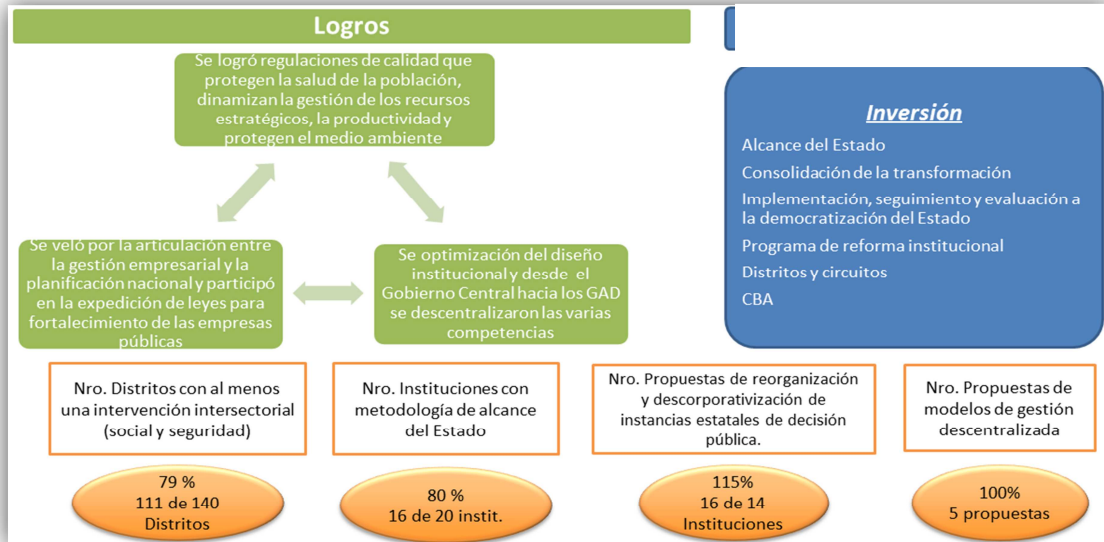 Logros
Se logró regulaciones de calidad que
protegen la salud de la población,
dinamizan la gestión de los recursos
estratégicos, la productividad y
protegen el medio ambiente
Se veló por la articulación entre
la gestión empresarial y la
planificación nacional y participó
en la expedición de leyes para
fortalecimiento de las empresas
públicas
Se optimización del diseño
institucional y desde el
Gobierno Central hacia los GAD
se descentralizaron las varias
competencias
Inversión
Alcance del Estado
Consolidación de la transformación
Implementación, seguimiento y evaluación a
la democratización del Estado
Programa de reforma institucional
Distritos y circuitos
CBA
Nro. Distritos con al menos
una intervención intersectorial
(social y seguridad)
79 %
111 de 140
Distritos
Nro. Instituciones con
metodología de alcance
del Estado
80 %
16 de 20 instit.
Nro. Propuestas de reorganización
y descorporativización de
instancias estatales de decisión
pública.
115%
16 de 14
Instituciones
Nro. Propuestas de
modelos de gestión
descentralizada
100%
5 propuestas